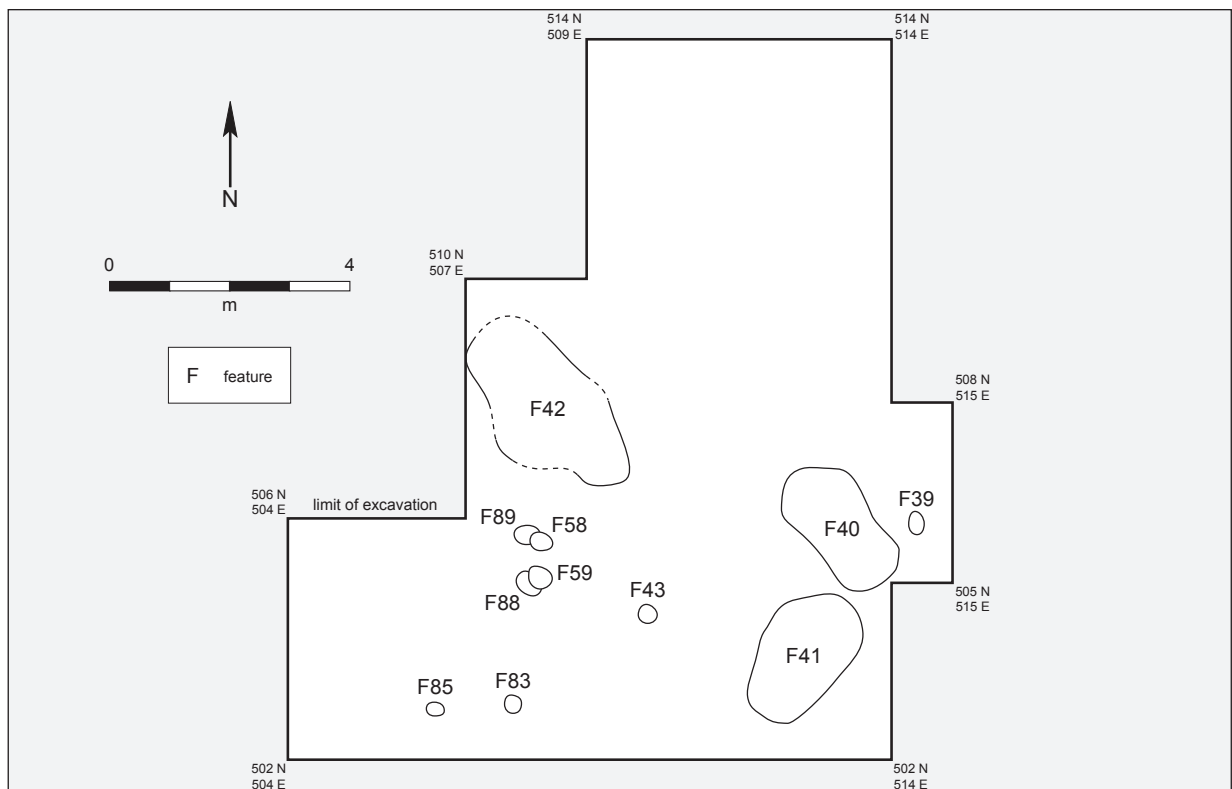 514 N
509 E
514 N
514 E
N
0 4
m
510 N
507 E
F feature
F42
508 N
515 E
506 N
504 E
limit of excavation
F39
F89
F58
F40
F59
F88
F43
505 N
515 E
F41
F85
F83
502 N
504 E
502 N
514 E